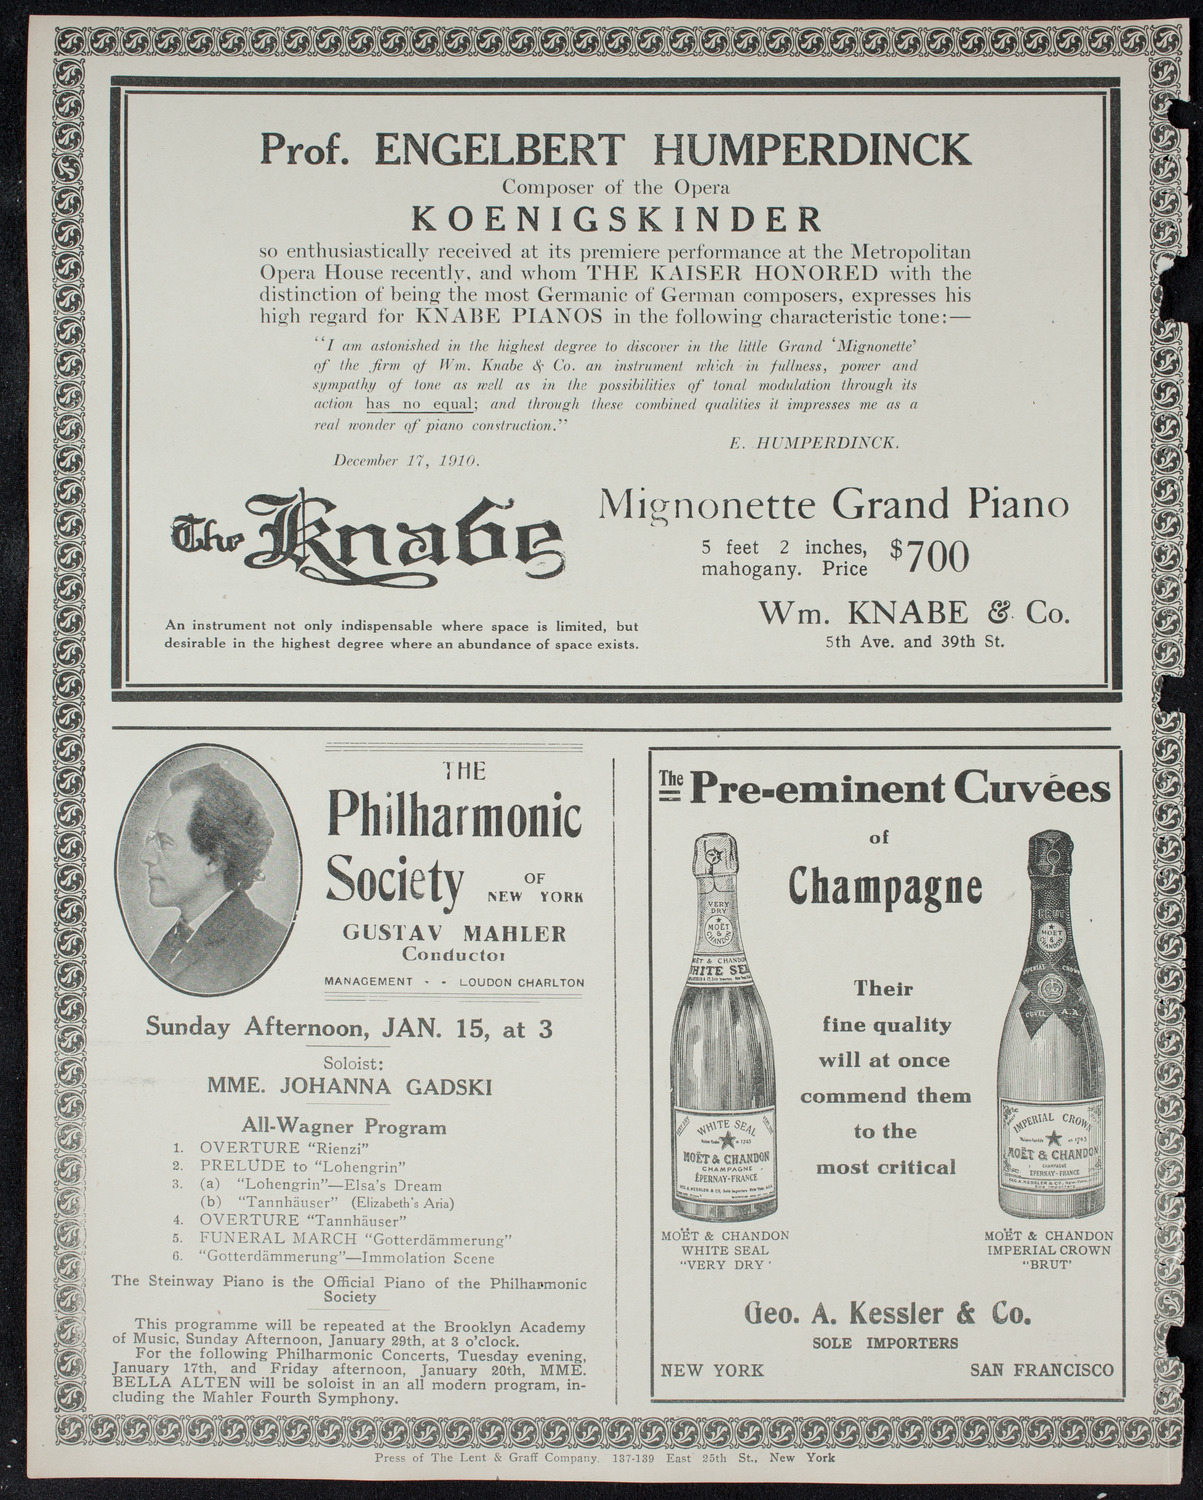 Prof. ENGELBERT HUMPERDINCK
Composer of the Opera
KOENIGSKINDER
so enthusiastically received at its premiere performance at the Metropolitan
Opera House recently, and whom THE KAISER HONORED with the
distinction of being the most Germanic of German composers, expresses his
high regard for KNABE PIANOS in the following characteristic tone:—
“I am astonished in the highest degree to discover in the little Grand ‘Mignonette’
of the firm of Wm. Knabe & Co. an instrument which in fullness, power and
sympathy of tone as well as in the possibilities of tonal modulation through its
action has no equal; and through these combined qualities it impresses me as a
real wonder of piano construction.”
E. HUMPERDINCK.
December 17, 1910.
The Knabe
Mignonette Grand Piano
5 feet 2 inches,
mahogany. Price $700
Wm. KNABE & Co.
5th Ave. and 39th St.
An instrument not only indispensable where space is limited, but
desirable in the highest degree where an abundance of space exists.
THE
Philharmonic
Society OF
NEW YORK
GUSTAV MAHLER
Conductor
MANAGEMENT - - LOUDON CHARLTON
Sunday Afternoon, JAN. 15, at 3
Soloist:
MME. JOHANNA GADSKI
All-Wagner Program
1. OVERTURE “Rienzi”
2. PRELUDE to “Lohengrin”
3. (a) “Lohengrin”—Elsa's Dream
(b) “Tannhäuser” (Elizabeth's Aria)
4. OVERTURE “Tannhäuser”
5. FUNERAL MARCH “Gotterdämmerung”
6. “Gotterdämmerung”—Immolation Scene
The Steinway Piano is the Official Piano of the Philharmonic
Society
This programme will be repeated at the Brooklyn Academy
of Music, Sunday Afternoon, January 29th, at 3 o'clock.
For the following Philharmonic Concerts, Tuesday evening,
January 17th, and Friday afternoon, January 20th, MME.
BELLA ALTEN will be soloist in an all modern program, in-
cluding the Mahler Fourth Symphony.
The Pre-eminent Cuvées
of
Champagne
Their
fine quality
will at once
commend them
to the
most critical
VERY
DRY
MOËT
&
CHANDON
WHITE SEAL
MOËT & CHANDON
CHAMPAGNE
ÉPERNAY-FRANCE
BRUT
MOËT
&
CHANDON
IMPERIAL CROWN
IMPERIAL CROWN
MOËT & CHANDON
CHAMPAGNE
ÉPERNAY-FRANCE
MOËT & CHANDON
WHITE SEAL
“VERY DRY ’
MOËT & CHANDON
IMPERIAL CROWN
“BRUT’
Geo. A. Kessler & Co.
SOLE IMPORTERS
NEW YORK
SAN FRANCISCO
Press of The Lent & Graff Company, 137-139 East 25th St., New York